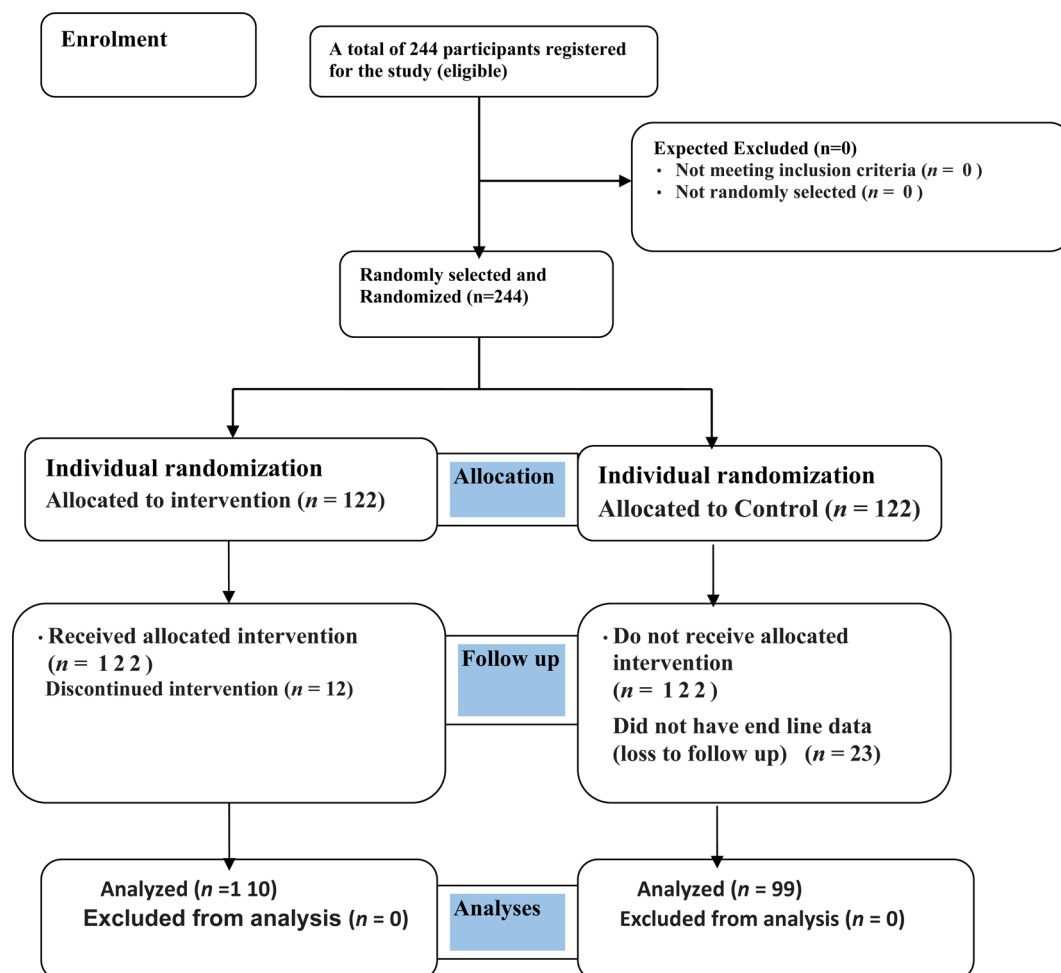 Enrolment
A total of 244 participants registered
for the study (eligible)
Expected Excluded (n=0)
· Not meeting inclusion criteria (n = 0 )
· Not randomly selected (n = 0 )
Randomly selected and
Randomized (n=244)
Individual randomization
Allocated to intervention (n = 122)
Allocation
Individual randomization
Allocated to Control (n = 122)
· Received allocated intervention
(n = 1 2 2 )
Discontinued intervention (n = 12)
Follow up
· Do not receive allocated
intervention
(n = 1 2 2 )
Did not have end line data
(loss to follow up) (n = 23)
Analyzed (n =1 10)
Excluded from analysis (n = 0)
Analyses
Analyzed (n = 99)
Excluded from analysis (n = 0)